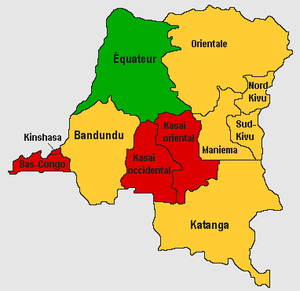 Orientale
Équateur
Nord
Kivu
Kinshasa
Bandundu
Kasai
oriental
Sud
Kivu
Maniema
Bas-Congo
Kasai
occidental
Katanga